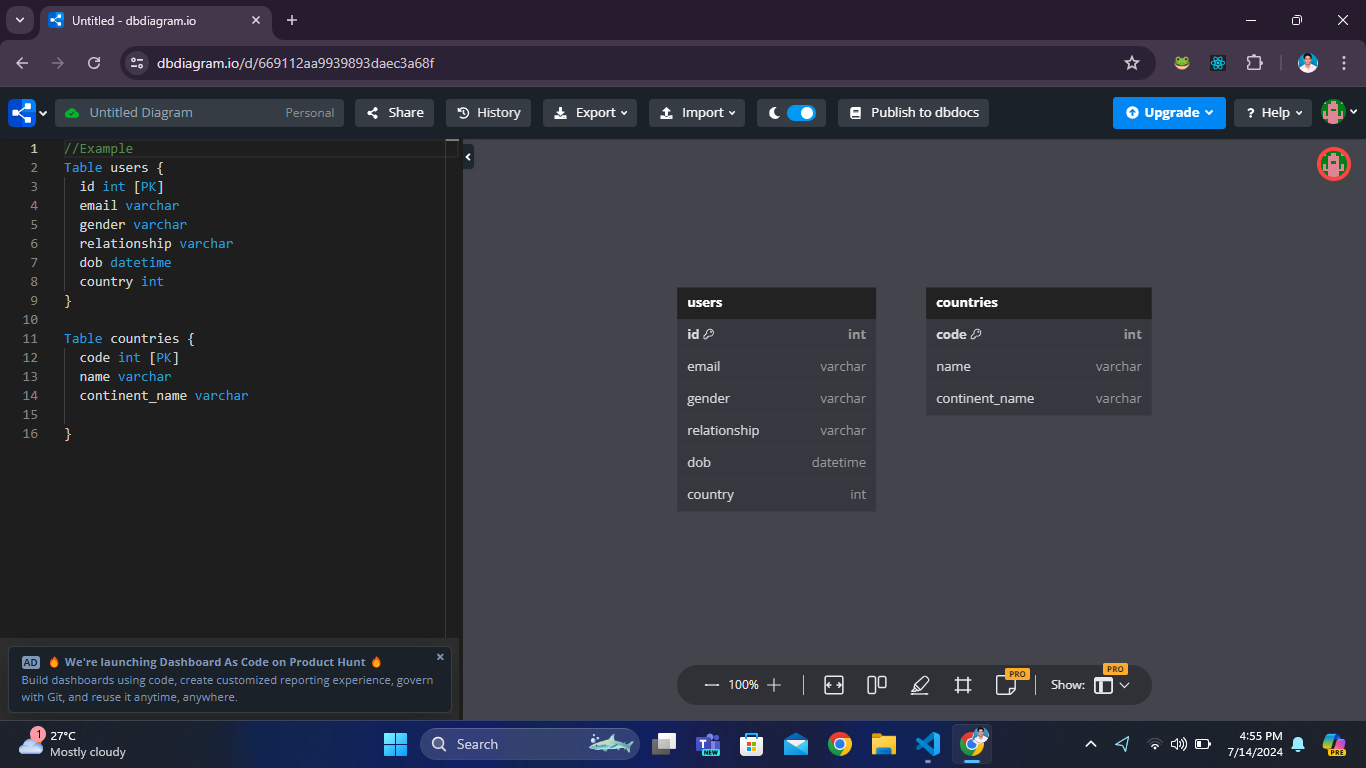 Untitled - dbdiagram.io
dbdiagram.io/d/669112aa9939893daec3a68f
Untitled Diagram Personal Share History Export Import Publish to dbdocs Upgrade ? Help
1 //Example
2 Table users {
3 id int [PK]
4 email varchar
5 gender varchar
6 relationship varchar
7 dob datetime
8 country int
9 }
10
11 Table countries {
12 code int [PK]
13 name varchar
14 continent_name varchar
15
16 }
users
id int
email varchar
gender varchar
relationship varchar
dob datetime
country int
countries
code int
name varchar
continent_name varchar
AD We're launching Dashboard As Code on Product Hunt
Build dashboards using code, create customized reporting experience, govern
with Git, and reuse it anytime, anywhere.
100% PRO Show: PRO
1
27°C
Mostly cloudy
Search
NEW
4:55 PM
7/14/2024
PRE